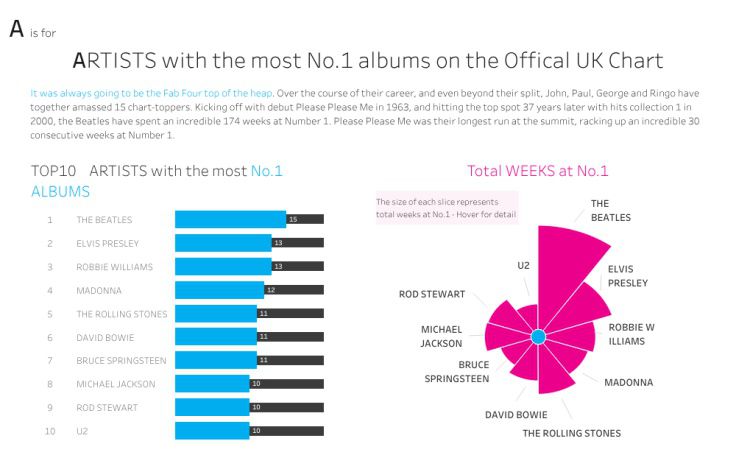 A is for
ARTISTS with the most No.1 albums on the Offical UK Chart
It was always going to be the Fab Four top of the heap. Over the course of their career, and even beyond their split, John, Paul, George and Ringo have
together amassed 15 chart-toppers. Kicking off with debut Please Please Me in 1963, and hitting the top spot 37 years later with hits collection 1 in
2000, the Beatles have spent an incredible 174 weeks at Number 1. Please Please Me was their longest run at the summit, racking up an incredible 30
consecutive weeks at Number 1.
TOP10 ARTISTS with the most No.1
ALBUMS
1 THE BEATLES 15
2 ELVIS PRESLEY 13
3 ROBBIE WILLIAMS 13
4 MADONNA 12
5 THE ROLLING STONES 11
6 DAVID BOWIE 11
7 BRUCE SPRINGSTEEN 11
8 MICHAEL JACKSON 10
9 ROD STEWART 10
10 U2 10
Total WEEKS at No.1
The size of each slice represents
total weeks at No.1 - Hover for detail
THE
BEATLES
ELVIS
PRESLEY
ROBBIE W
ILLIAMS
MADONNA
THE ROLLING STONES
DAVID BOWIE
BRUCE
SPRINGSTEEN
MICHAEL
JACKSON
ROD STEWART
U2